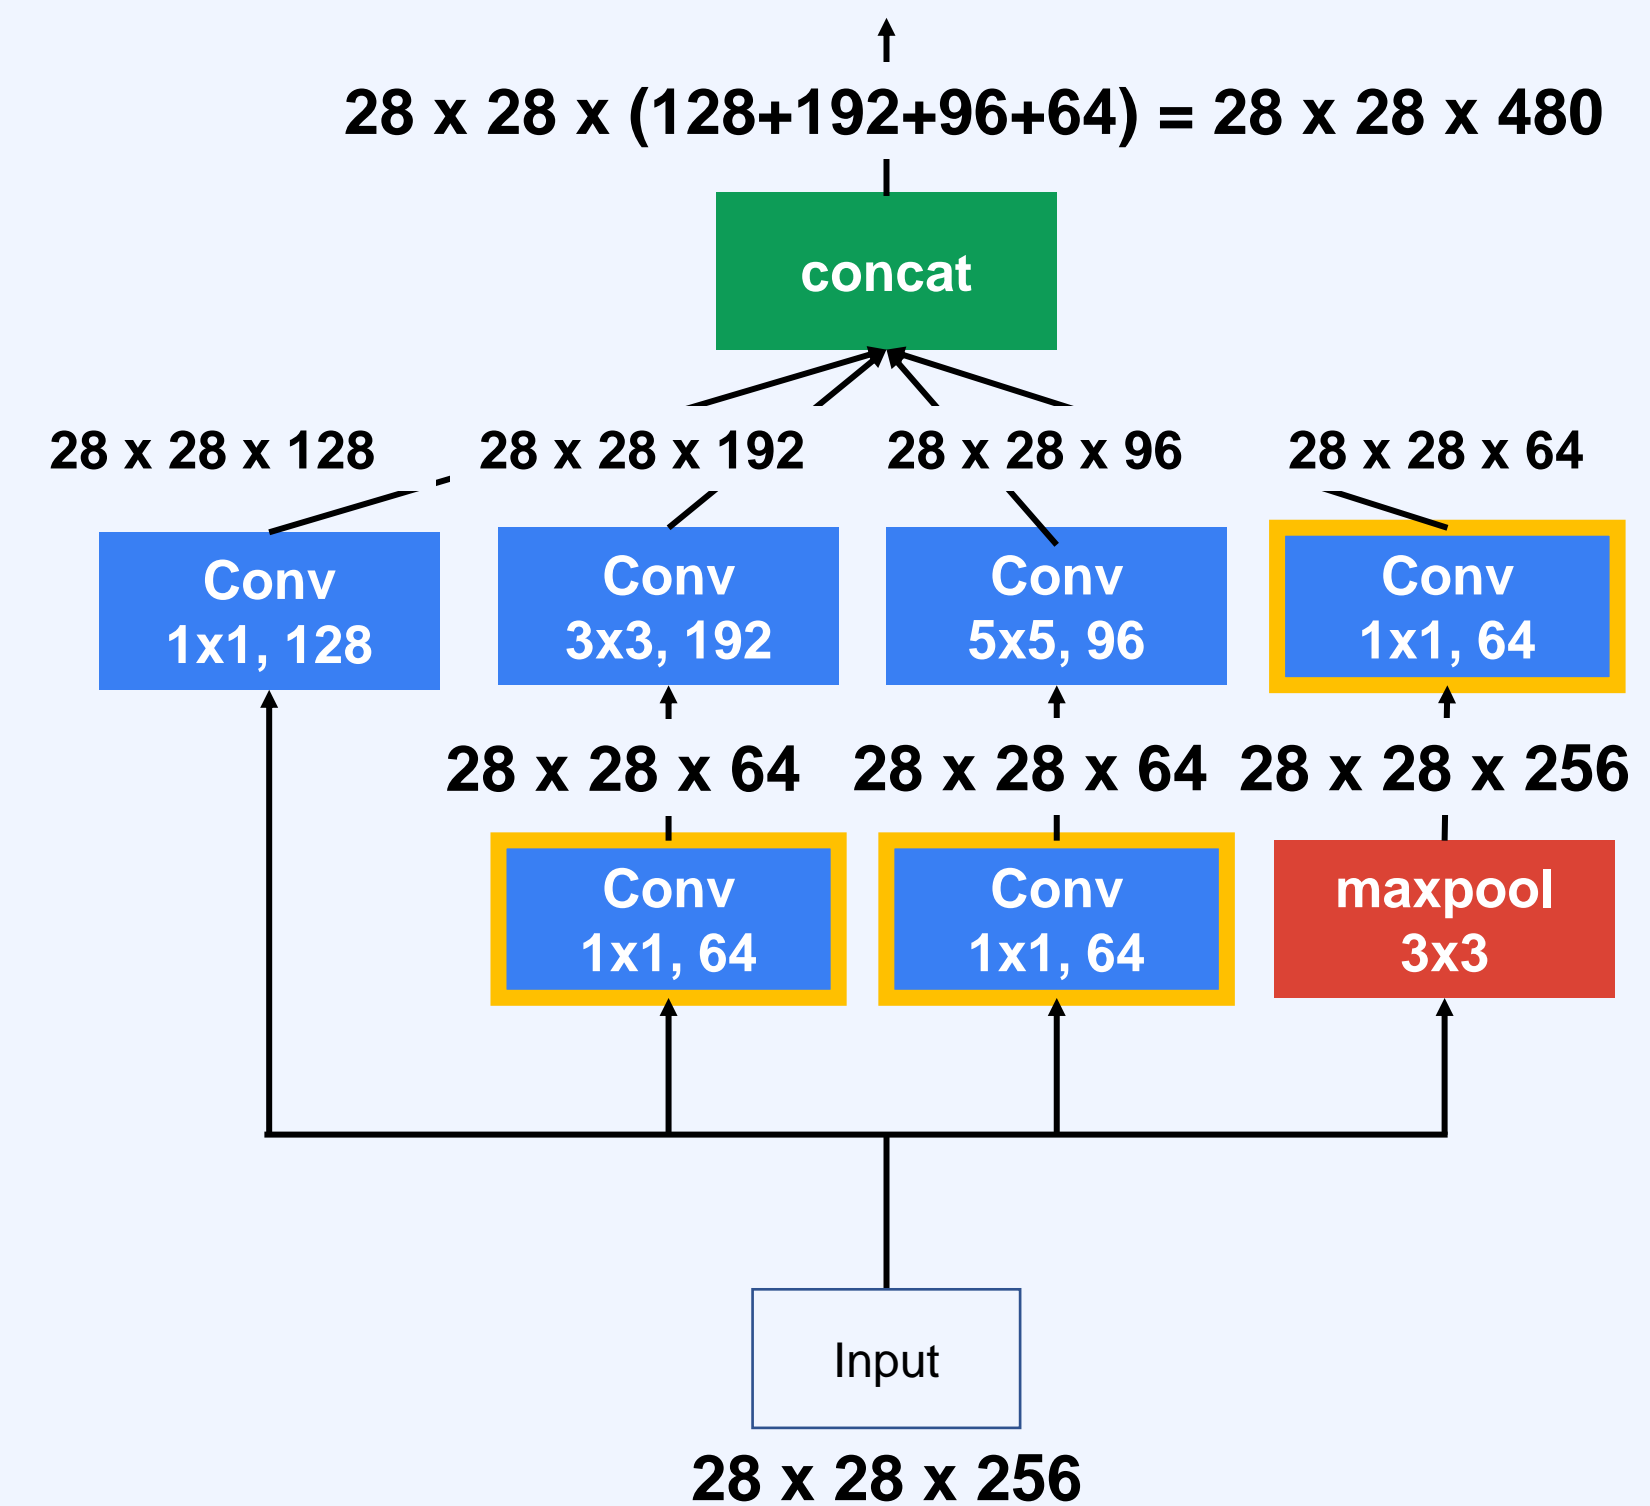 28 x 28 x (128+192+96+64) = 28 x 28 x 480
concat
28 x 28 x 128
28 x 28 x 192
28 x 28 x 96
28 x 28 x 64
Conv
1x1, 128
Conv
3x3, 192
Conv
5x5, 96
Conv
1x1, 64
28 x 28 x 64
28 x 28 x 64
28 x 28 x 256
Conv
1x1, 64
Conv
1x1, 64
maxpool
3x3
Input
28 x 28 x 256